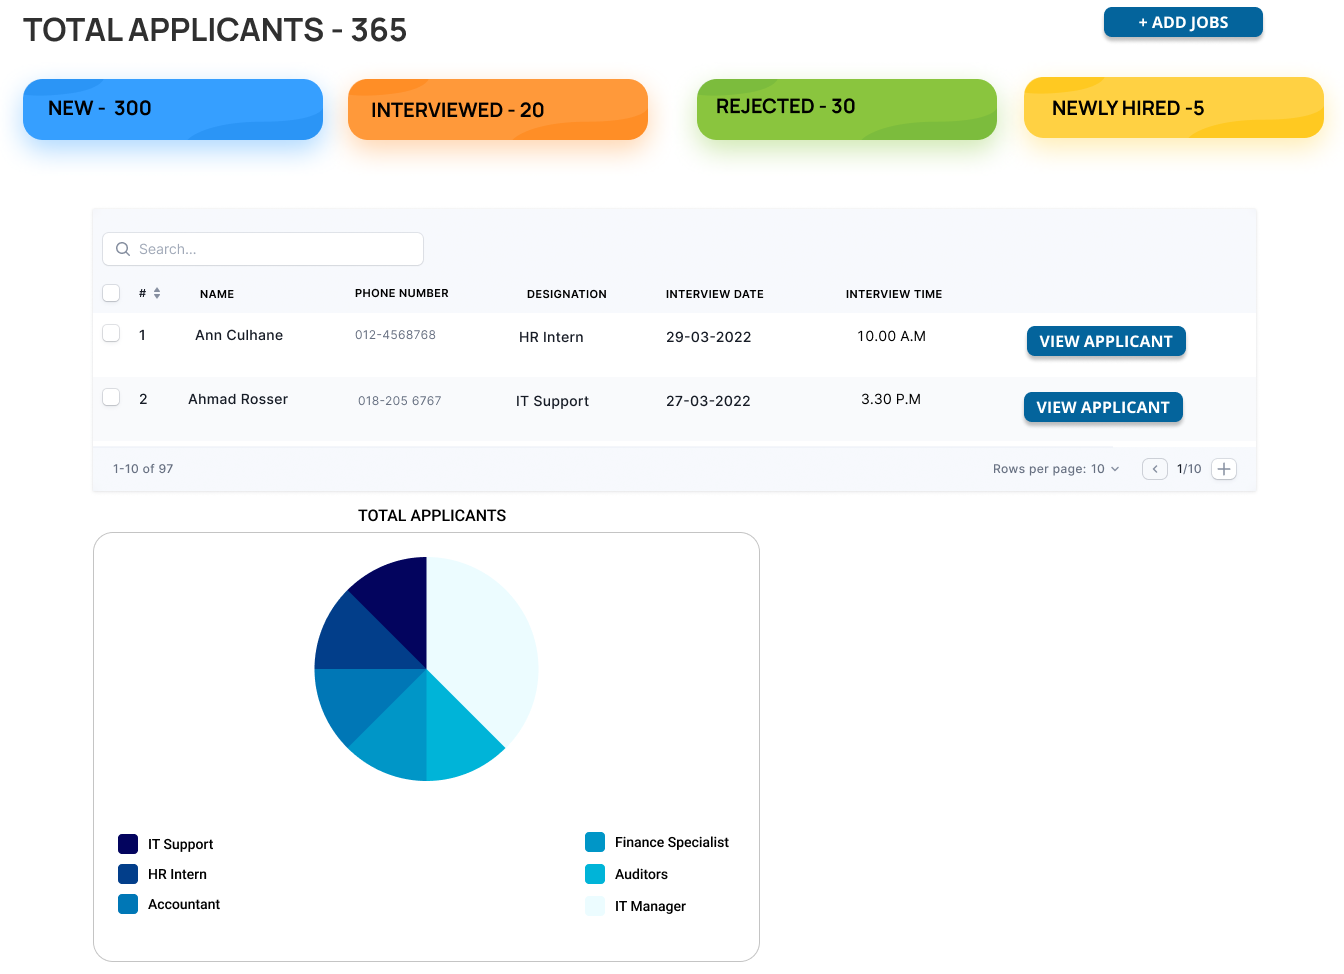 TOTAL APPLICANTS - 365
+ ADD JOBS
NEW - 300
INTERVIEWED - 20
REJECTED - 30
NEWLY HIRED -5
Search...
# NAME PHONE NUMBER DESIGNATION INTERVIEW DATE INTERVIEW TIME
1 Ann Culhane 012-4568768 HR Intern 29-03-2022 10.00 A.M VIEW APPLICANT
2 Ahmad Rosser 018-205 6767 IT Support 27-03-2022 3.30 P.M VIEW APPLICANT
1-10 of 97 Rows per page: 10 1/10
TOTAL APPLICANTS
IT Support
HR Intern
Accountant
Finance Specialist
Auditors
IT Manager